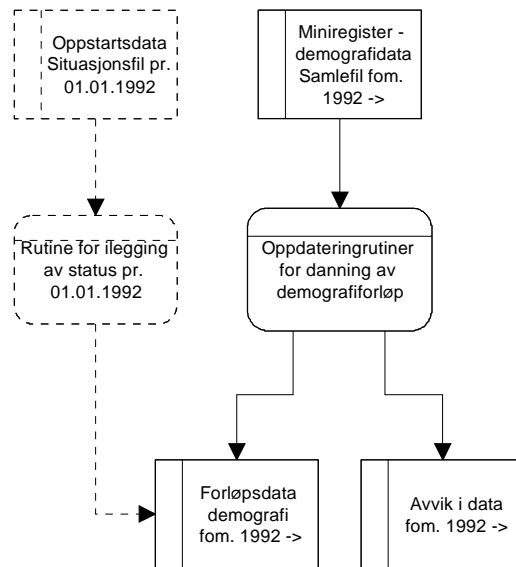 Oppstartsdata
Situasjonsfil pr.
01.01.1992
Miniregister -
demografidata
Samlefil fom.
1992 ->
Rutine for ilegging
av status pr.
01.01.1992
Oppdateringrutiner
for danning av
demografiforløp
Forløpsdata
demografi
fom. 1992 ->
Avvik i data
fom. 1992 ->